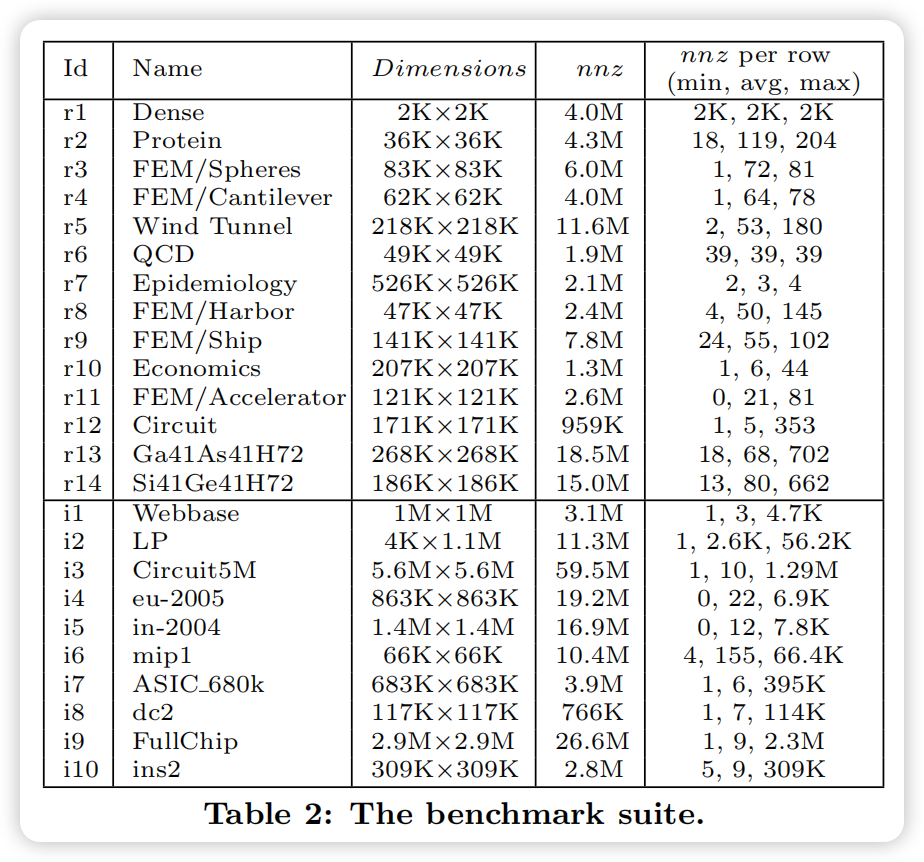 Id Name Dimensions nnz nnz per row (min, avg, max)
r1 Dense 2K×2K 4.0M 2K, 2K, 2K
r2 Protein 36K×36K 4.3M 18, 119, 204
r3 FEM/Spheres 83K×83K 6.0M 1, 72, 81
r4 FEM/Cantilever 62K×62K 4.0M 1, 64, 78
r5 Wind Tunnel 218K×218K 11.6M 2, 53, 180
r6 QCD 49K×49K 1.9M 39, 39, 39
r7 Epidemiology 526K×526K 2.1M 2, 3, 4
r8 FEM/Harbor 47K×47K 2.4M 4, 50, 145
r9 FEM/Ship 141K×141K 7.8M 24, 55, 102
r10 Economics 207K×207K 1.3M 1, 6, 44
r11 FEM/Accelerator 121K×121K 2.6M 0, 21, 81
r12 Circuit 171K×171K 959K 1, 5, 353
r13 Ga41As41H72 268K×268K 18.5M 18, 68, 702
r14 Si41Ge41H72 186K×186K 15.0M 13, 80, 662
i1 Webbase 1M×1M 3.1M 1, 3, 4.7K
i2 LP 4K×1.1M 11.3M 1, 2.6K, 56.2K
i3 Circuit5M 5.6M×5.6M 59.5M 1, 10, 1.29M
i4 eu-2005 863K×863K 19.2M 0, 22, 6.9K
i5 in-2004 1.4M×1.4M 16.9M 0, 12, 7.8K
i6 mip1 66K×66K 10.4M 4, 155, 66.4K
i7 ASIC_680k 683K×683K 3.9M 1, 6, 395K
i8 dc2 117K×117K 766K 1, 7, 114K
i9 FullChip 2.9M×2.9M 26.6M 1, 9, 2.3M
i10 ins2 309K×309K 2.8M 5, 9, 309K
Table 2: The benchmark suite.